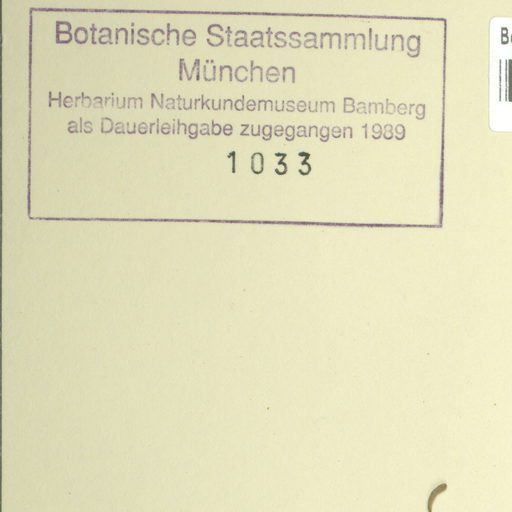 Botanische Staatssammlung
München
Herbarium Naturkundemuseum Bamberg
als Dauerleihgabe zugegangen 1989
1033